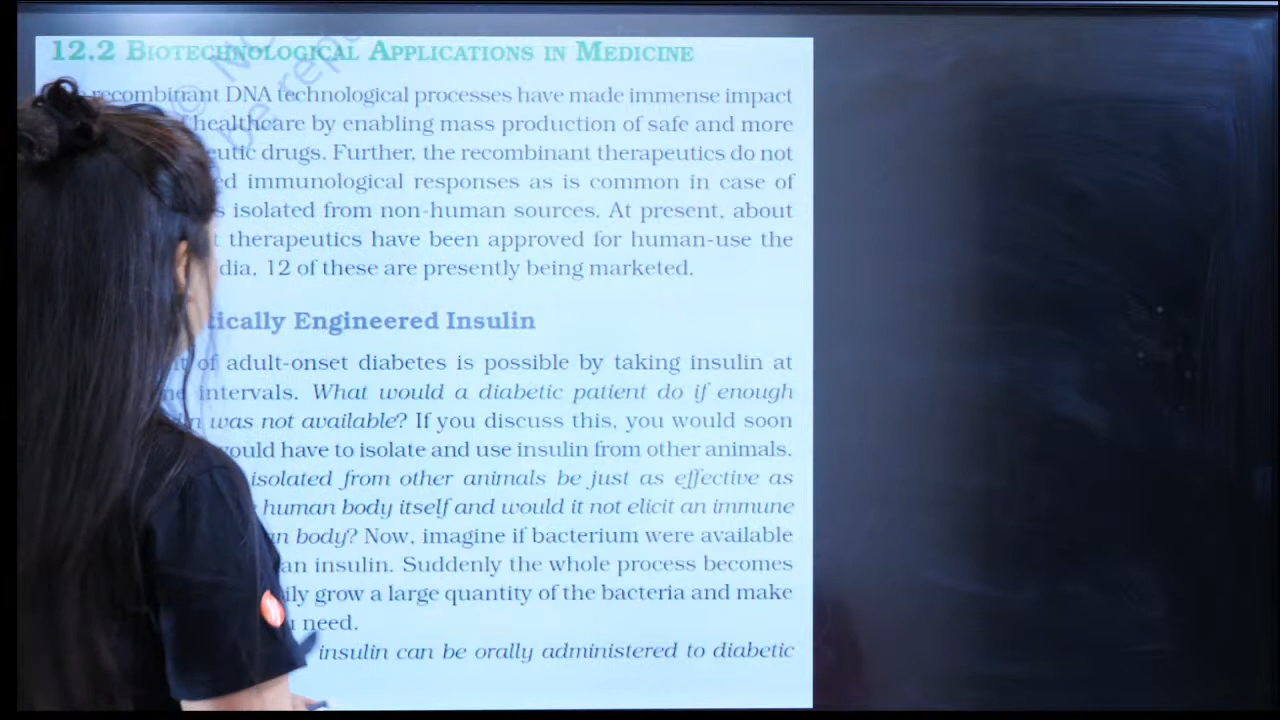 12.2 BIOTECHNOLOGICAL APPLICATIONS IN MEDICINE
recombinant DNA technological processes have made immense impact
healthcare by enabling mass production of safe and more
drugs. Further, the recombinant therapeutics do not
immunological responses as is common in case of
isolated from non-human sources. At present, about
therapeutics have been approved for human-use the
12 of these are presently being marketed.
Engineered Insulin
of adult-onset diabetes is possible by taking insulin at
intervals. What would a diabetic patient do if enough
was not available? If you discuss this, you would soon
would have to isolate and use insulin from other animals.
isolated from other animals be just as effective as
human body itself and would it not elicit an immune
body? Now, imagine if bacterium were available
insulin. Suddenly the whole process becomes
grow a large quantity of the bacteria and make
need.
insulin can be orally administered to diabetic